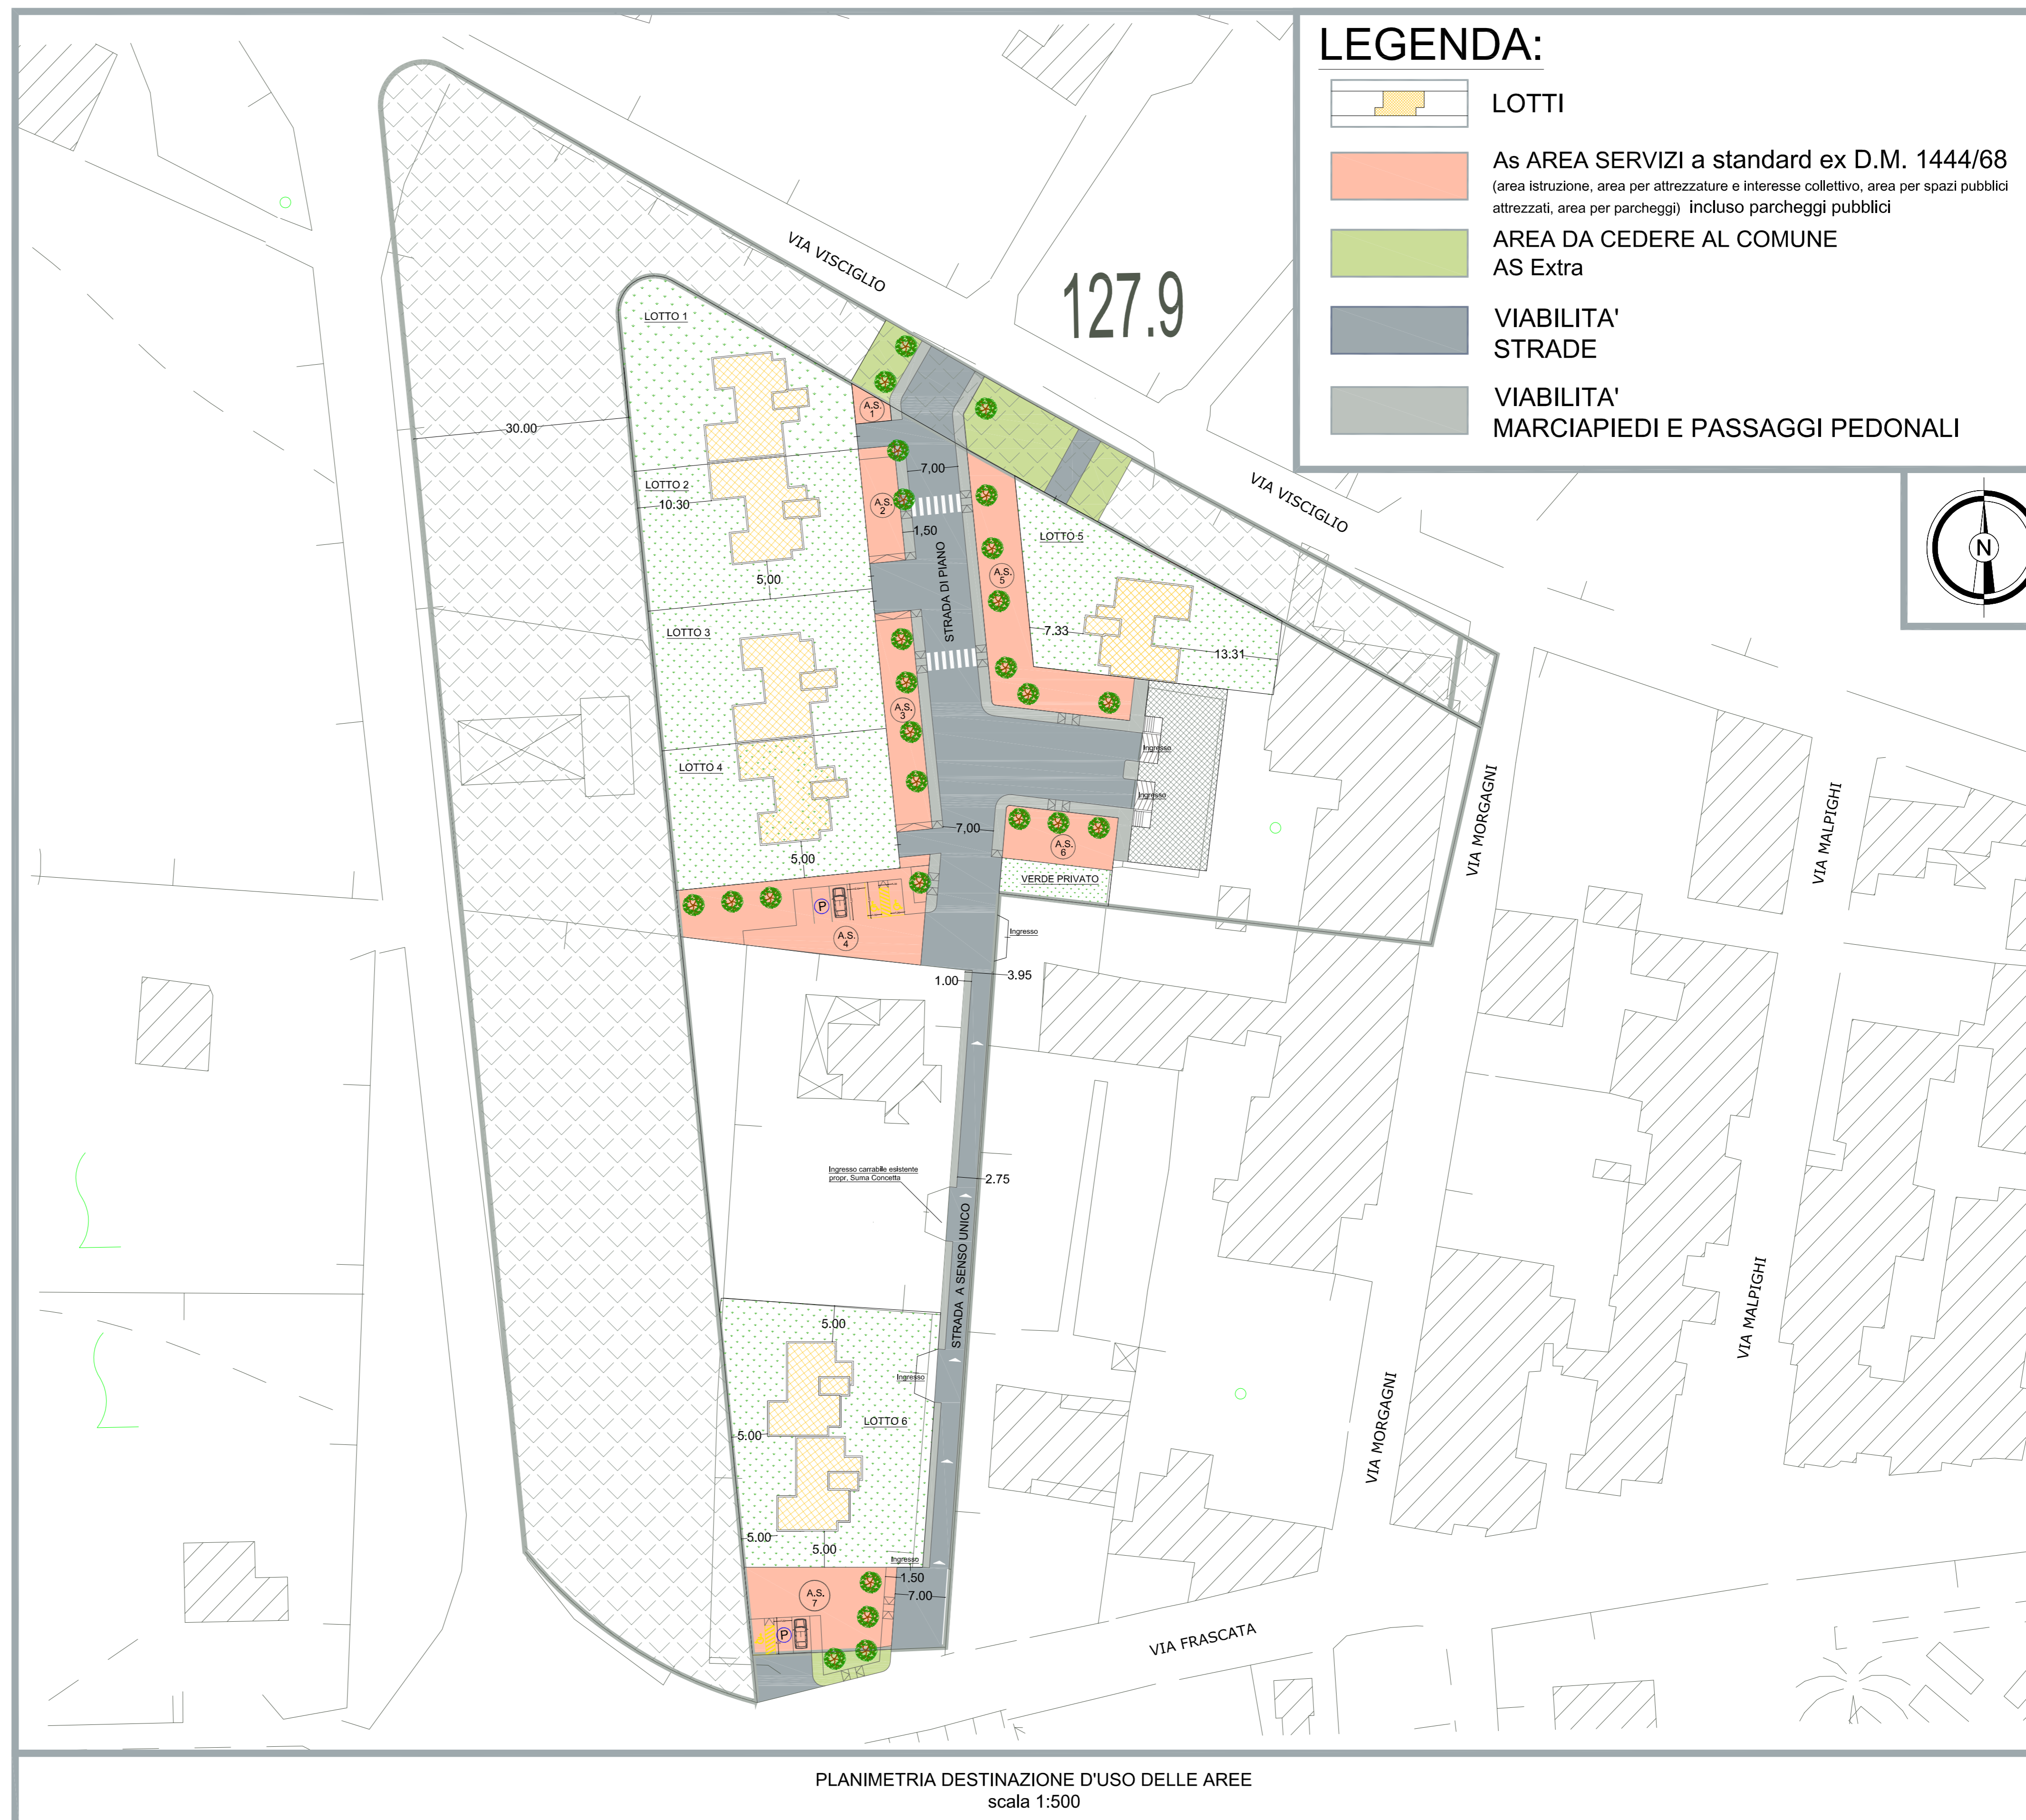 LEGENDA:
LOTTI
As AREA SERVIZI a standard ex D.M. 1444/68
(area istruzione, area per attrezzature e interesse collettivo, area per spazi pubblici
attrezzati, area per parcheggi) incluso parcheggi pubblici
AREA DA CEDERE AL COMUNE
AS Extra
VIABILITA'
STRADE
VIABILITA'
MARCIAPIEDI E PASSAGGI PEDONALI
N
VIA VISCIGLIO
127.9
LOTTO 1
A.S.
1
30.00
7,00
VIA VISCIGLIO
LOTTO 2
10.30
A.S.
2
1,50
LOTTO 5
STRADA DI PIANO
5,00
A.S.
5
LOTTO 3
7.33
13.31
A.S.
3
Ingresso
LOTTO 4
Ingresso
VIA MORGAGNI
VIA MALPIGHI
7,00
A.S.
6
5,00
VERDE PRIVATO
P
A.S.
4
Ingresso
1.00
3.95
Ingresso carrabile esistente
propr. Suma Concetta
2.75
STRADA A SENSO UNICO
5.00
Ingresso
LOTTO 6
5.00
VIA MALPIGHI
VIA MORGAGNI
5.00
5.00
Ingresso
1.50
7.00
A.S.
7
P
VIA FRASCATA
PLANIMETRIA DESTINAZIONE D'USO DELLE AREE
scala 1:500